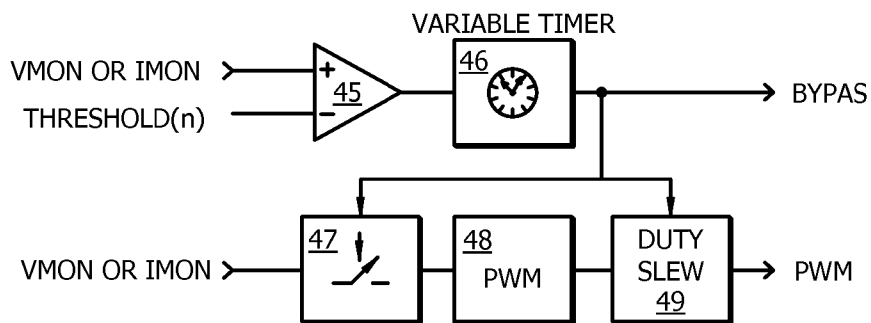 VARIABLE TIMER
VMON OR IMON
+
45
46
BYPAS
THRESHOLD(n)
−
VMON OR IMON
47
48
PWM
DUTY
SLEW
49
PWM